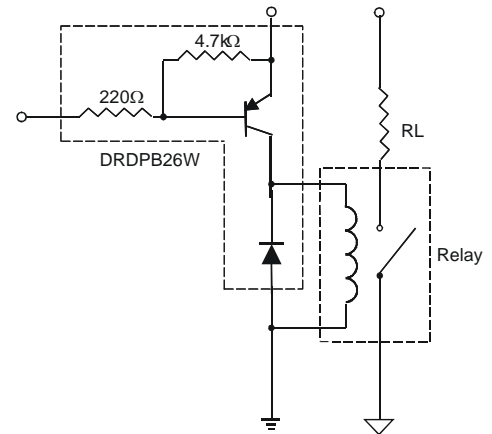 4.7kΩ
220Ω
RL
DRDPB26W
Relay